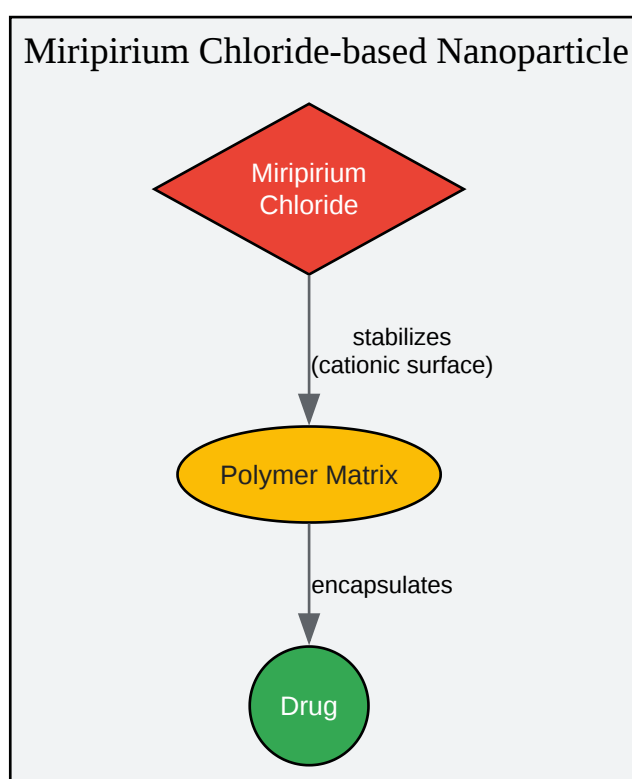 Miripirium Chloride-based Nanoparticle
Miripirium
Chloride
stabilizes
(cationic surface)
Polymer Matrix
encapsulates
Drug